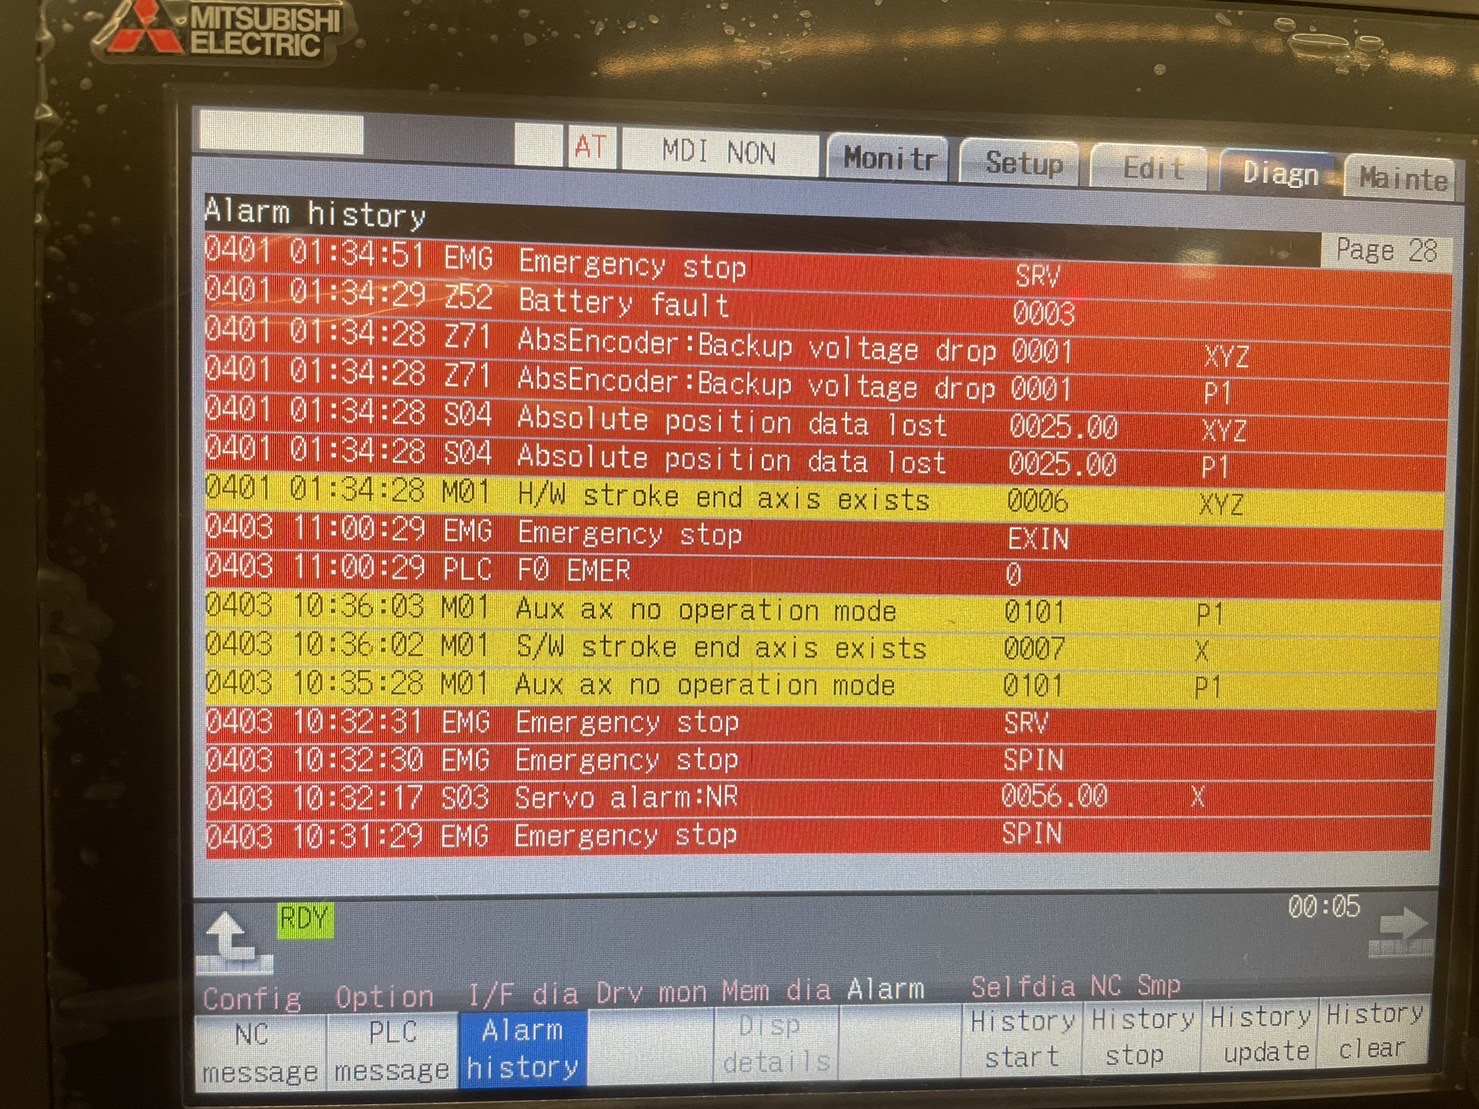 MITSUBISHI
ELECTRIC
AT MDI NON Monitr Setup Edit Diagn Mainte
Alarm history
Page 28
0401 01:34:51 EMG Emergency stop SRV
0401 01:34:29 Z52 Battery fault 0003
0401 01:34:28 Z71 AbsEncoder:Backup voltage drop 0001 XYZ
0401 01:34:28 Z71 AbsEncoder:Backup voltage drop 0001 P1
0401 01:34:28 S04 Absolute position data lost 0025.00 XYZ
0401 01:34:28 S04 Absolute position data lost 0025.00 P1
0401 01:34:28 M01 H/W stroke end axis exists 0006 XYZ
0403 11:00:29 EMG Emergency stop EXIN
0403 11:00:29 PLC F0 EMER 0
0403 10:36:03 M01 Aux ax no operation mode 0101 P1
0403 10:36:02 M01 S/W stroke end axis exists 0007 X
0403 10:35:28 M01 Aux ax no operation mode 0101 P1
0403 10:32:31 EMG Emergency stop SRV
0403 10:32:30 EMG Emergency stop SPIN
0403 10:32:17 S03 Servo alarm:NR 0056.00 X
0403 10:31:29 EMG Emergency stop SPIN
RDY
00:05
Config Option I/F dia Drv mon Mem dia Alarm Selfdia NC Smp
NC message
PLC message
Alarm history
Disp details
History start
History stop
History update
History clear